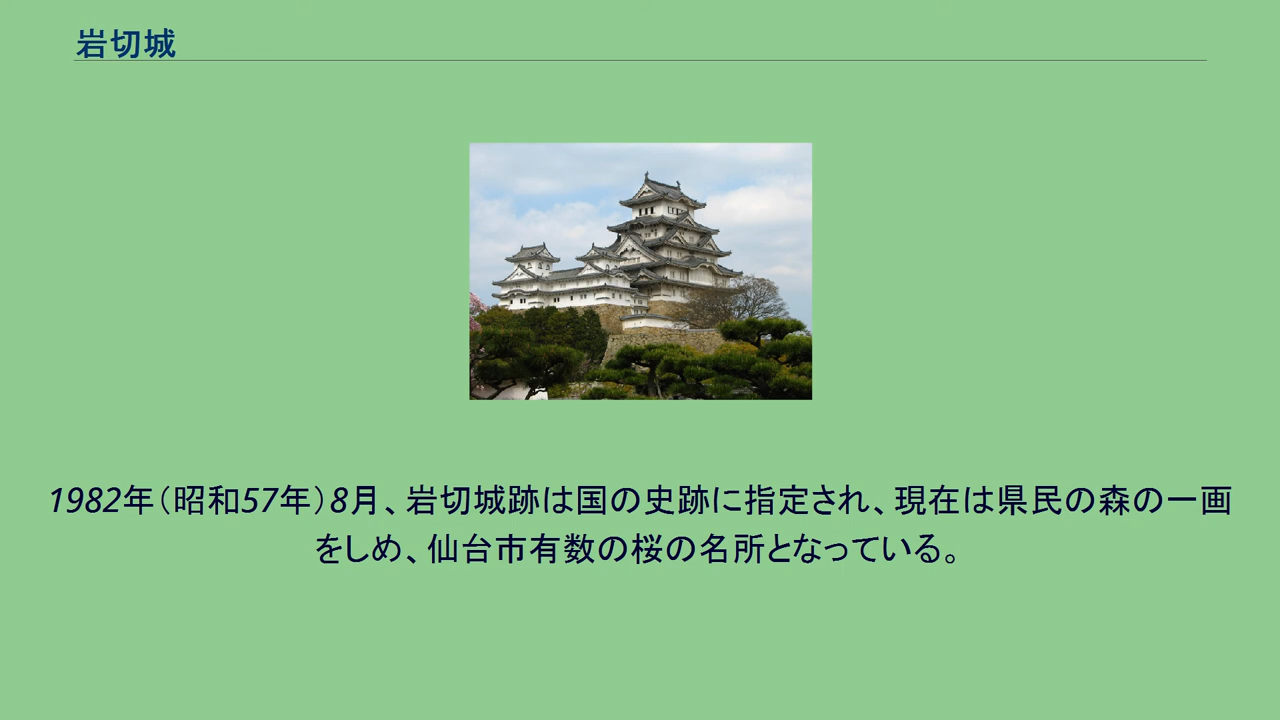 岩切城
1982年（昭和57年）8月、岩切城跡は国の史跡に指定され、現在は県民の森の一画
をしめ、仙台市有数の桜の名所となっている。